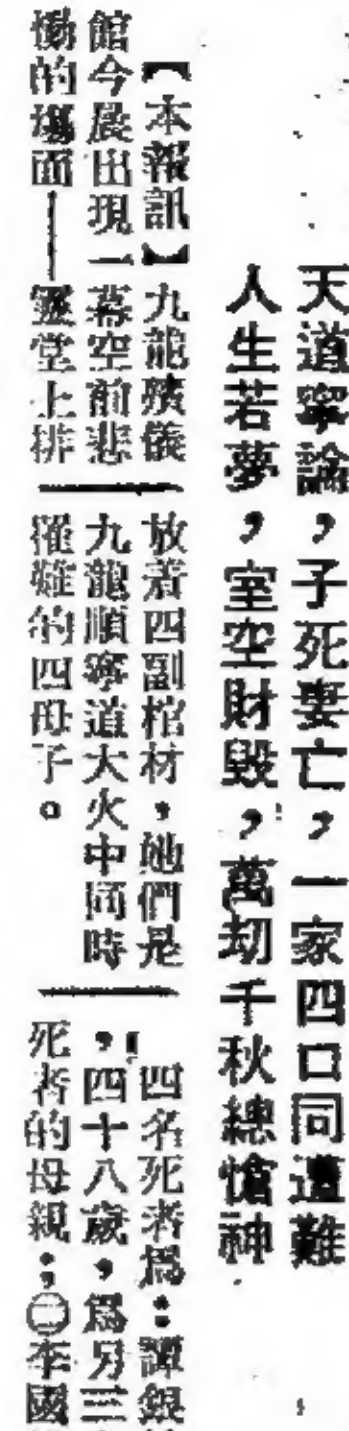 天道寧論，子死妻亡，一家四口同遭難
人生若夢，室空財毀，萬刧千秋總愴神
【本報訊】九龍殯儀
館今晨出現一幕空前悲
慟的塲面——靈堂上排
放着四副棺材，她們是
九龍順寧道大火中同時
罹難的四母子。
四名死者爲：譚銀
，四十八歲，爲另三
死者的母親；㊁李國